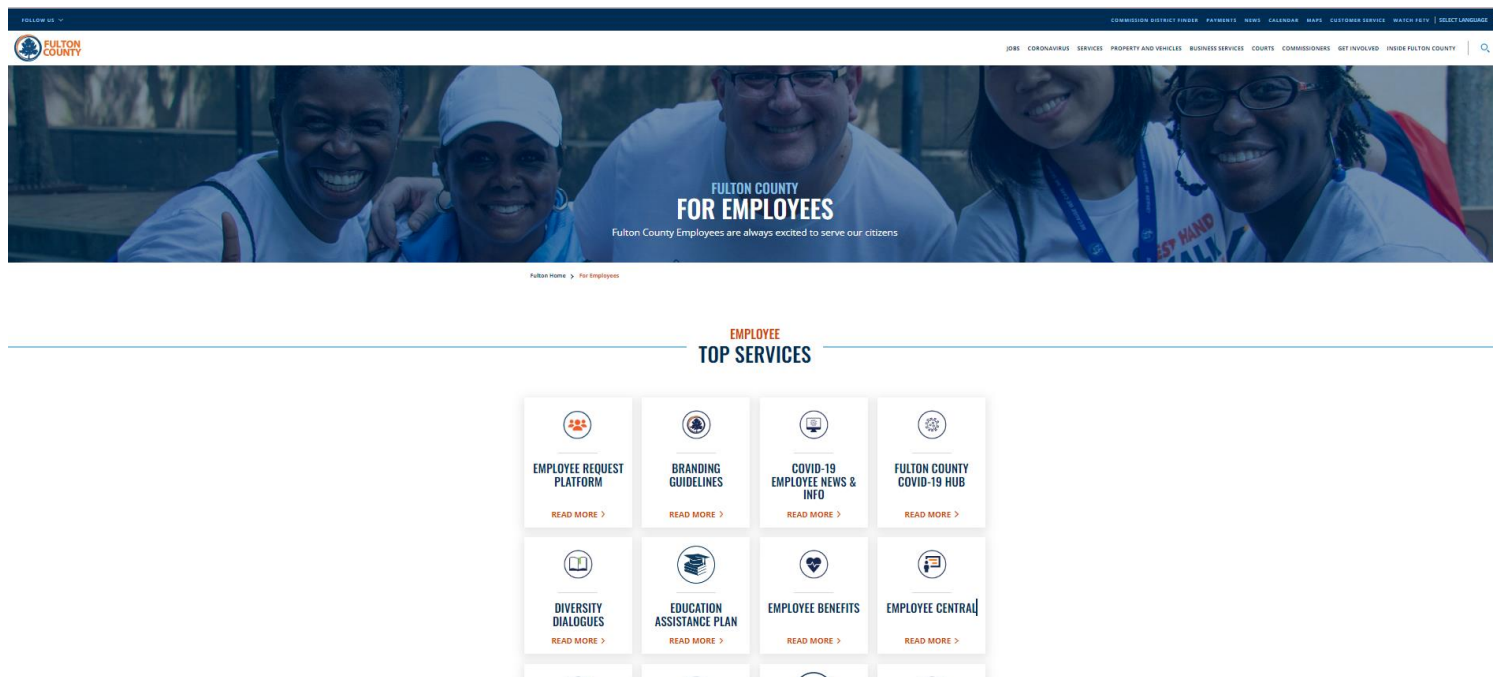 FOLLOW US
COMMISSION DISTRICT FINDER PAYMENTS NEWS CALENDAR MAPS CUSTOMER SERVICE WATCH FGTV | SELECT LANGUAGE
FULTON
COUNTY
JOBS CORONAVIRUS SERVICES PROPERTY AND VEHICLES BUSINESS SERVICES COURTS COMMISSIONERS GET INVOLVED INSIDE FULTON COUNTY
FULTON COUNTY
FOR EMPLOYEES
Fulton County Employees are always excited to serve our citizens
HAND
Fulton Home > For Employees
EMPLOYEE
TOP SERVICES
EMPLOYEE REQUEST
PLATFORM
READ MORE >
BRANDING
GUIDELINES
READ MORE >
COVID-19
EMPLOYEE NEWS &
INFO
READ MORE >
FULTON COUNTY
COVID-19 HUB
READ MORE >
DIVERSITY
DIALOGUES
READ MORE >
EDUCATION
ASSISTANCE PLAN
READ MORE >
EMPLOYEE BENEFITS
READ MORE >
EMPLOYEE CENTRAL
READ MORE >